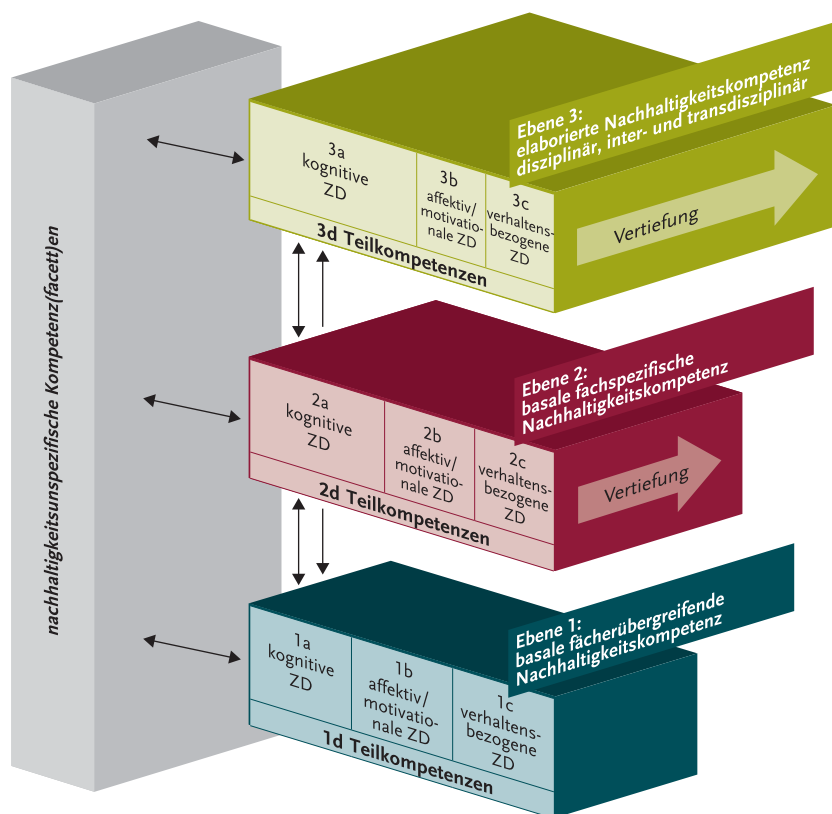 nachhaltigkeitsunspezifische Kompetenz(facett)en
Ebene 3:
elaborierte Nachhaltigkeitskompetenz
disziplinär, inter- und transdisziplinär
3a
kognitive
ZD
3b
affektiv/
motivatio-
nale ZD
3c
verhaltens-
bezogene
ZD
3d Teilkompetenzen
Vertiefung
Ebene 2:
basale fachspezifische
Nachhaltigkeitskompetenz
2a
kognitive
ZD
2b
affektiv/
motivatio-
nale ZD
2c
verhaltens-
bezogene
ZD
2d Teilkompetenzen
Vertiefung
Ebene 1:
basale fächerübergreifende
Nachhaltigkeitskompetenz
1a
kognitive
ZD
1b
affektiv/
motivatio-
nale ZD
1c
verhaltens-
bezogene
ZD
1d Teilkompetenzen